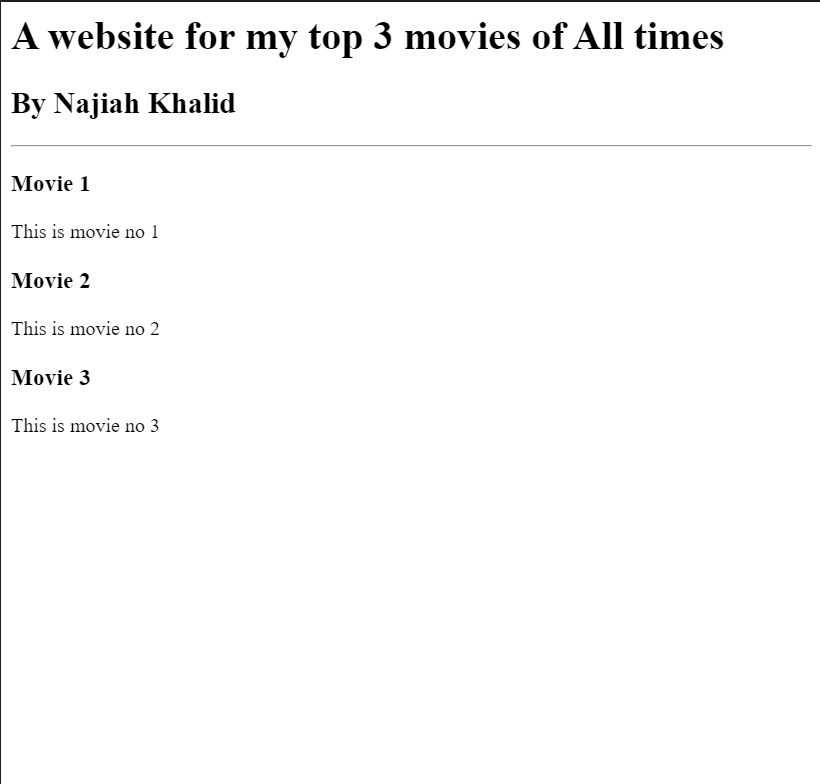 A website for my top 3 movies of All times
By Najiah Khalid
Movie 1
This is movie no 1
Movie 2
This is movie no 2
Movie 3
This is movie no 3